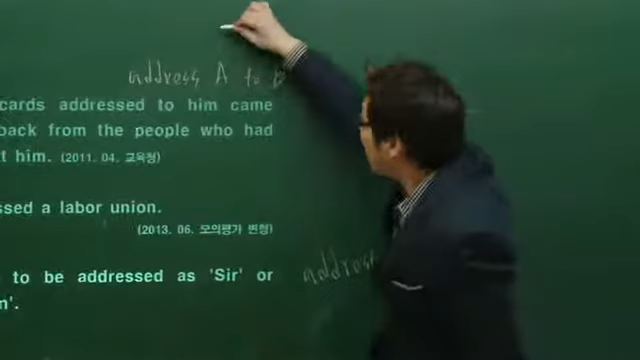 address A to B
cards addressed to him came
back from the people who had
t him. (2011. 04. 교육청)
ssed a labor union.
(2013. 06. 모의평가 변형)
address
to be addressed as 'Sir' or
m'.